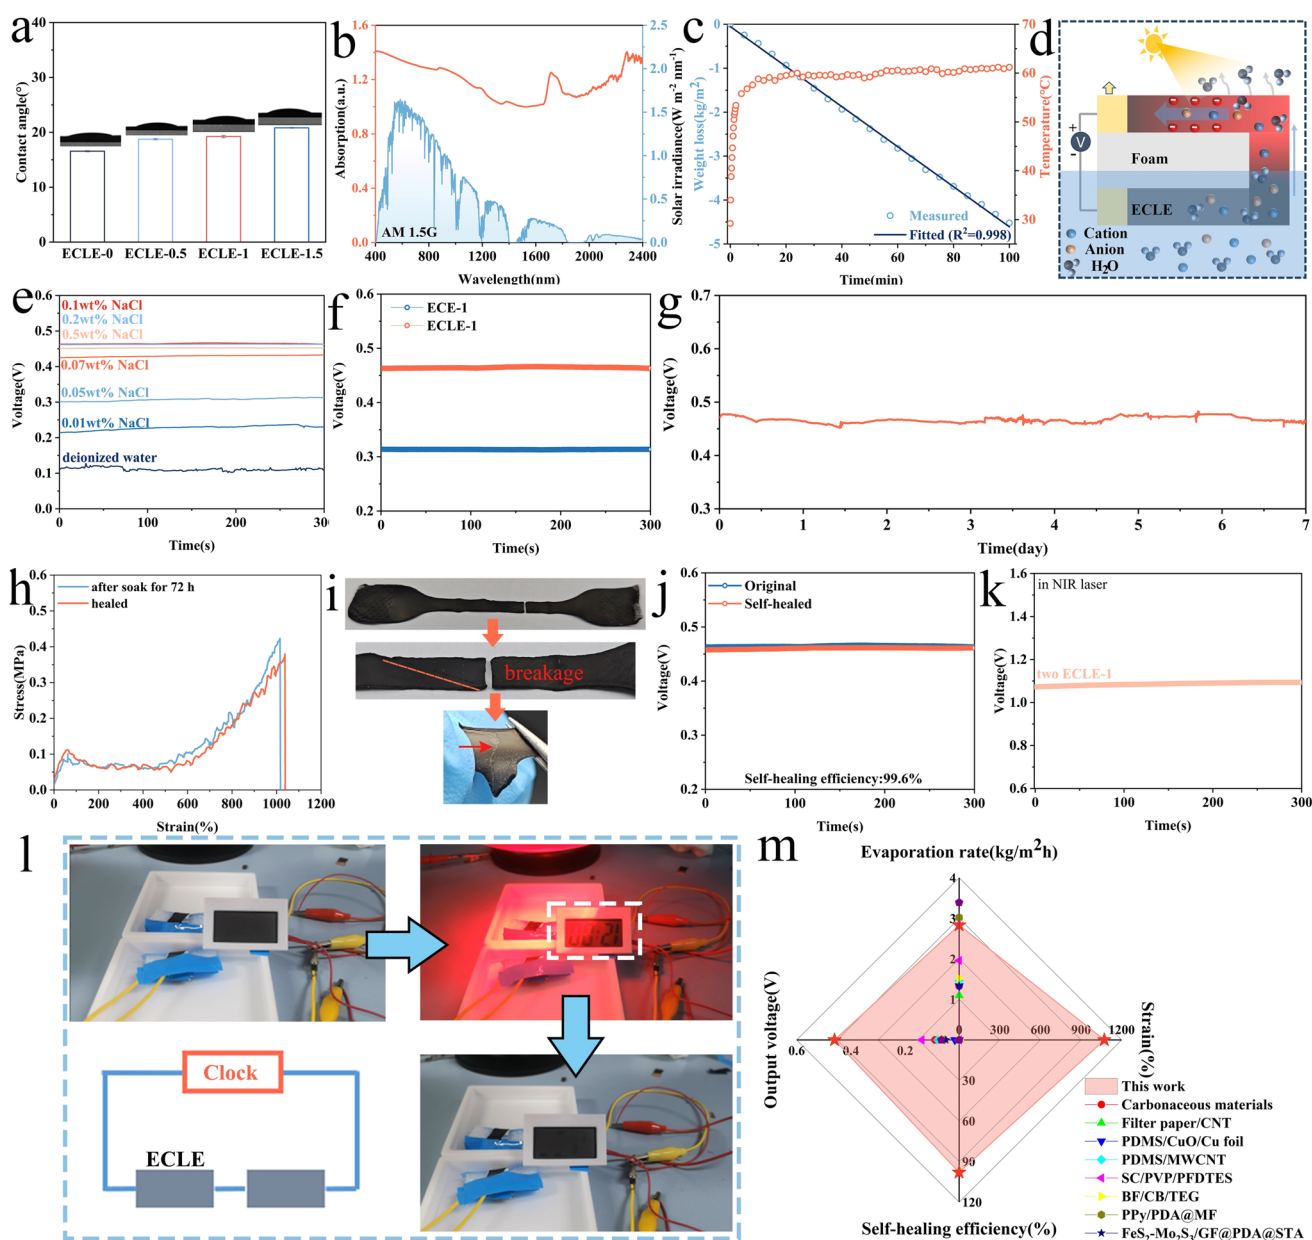 a
Contact angle(°)
40
30
20
10
0
ECLE-0 ECLE-0.5 ECLE-1 ECLE-1.5
b
Absorption(a.u.)
1.6
1.2
0.8
0.4
0.0
2.5
2.0
1.5
1.0
0.5
0.0
Solar irradiance(W m⁻² nm⁻¹)
AM 1.5G
400 800 1200 1600 2000 2400
Wavelength(nm)
c
Weight loss(kg/m²)
0
-1
-2
-3
-4
-5
70
60
50
40
30
Temperature(°C)
Measured
Fitted (R²=0.998)
0 20 40 60 80 100
Time(min)
d
+
V
-
Foam
ECLE
Cation
Anion
H₂O
e
Voltage(V)
0.6
0.5
0.4
0.3
0.2
0.1
0.0
0.1wt% NaCl
0.2wt% NaCl
0.5wt% NaCl
0.07wt% NaCl
0.05wt% NaCl
0.01wt% NaCl
deionized water
0 100 200 300
Time(s)
f
Voltage(V)
0.6
0.5
0.4
0.3
0.2
ECE-1
ECLE-1
0 100 200 300
Time(s)
g
Voltage(V)
0.7
0.6
0.5
0.4
0.3
0 1 2 3 4 5 6 7
Time(day)
h
Stress(MPa)
0.6
0.5
0.4
0.3
0.2
0.1
0.0
after soak for 72 h
healed
0 200 400 600 800 1000 1200
Strain(%)
i
breakage
j
Voltage(V)
0.6
0.5
0.4
0.3
0.2
Original
Self-healed
Self-healing efficiency:99.6%
0 100 200 300
Time(s)
k
Voltage(V)
1.6
1.4
1.2
1.0
0.8
0.6
in NIR laser
two ECLE-1
0 100 200 300
Time(s)
l
Clock
ECLE
m
Evaporation rate(kg/m²h)
4
3
2
1
0
Output voltage(V)
0.6 0.4 0.2
300 600 900 1200
Strain(%)
30
60
90
120
Self-healing efficiency(%)
This work
Carbonaceous materials
Filter paper/CNT
PDMS/CuO/Cu foil
PDMS/MWCNT
SC/PVP/PFDTES
BF/CB/TEG
PPy/PDA@MF
FeS₂-Mo₂S₃/GF@PDA@STA